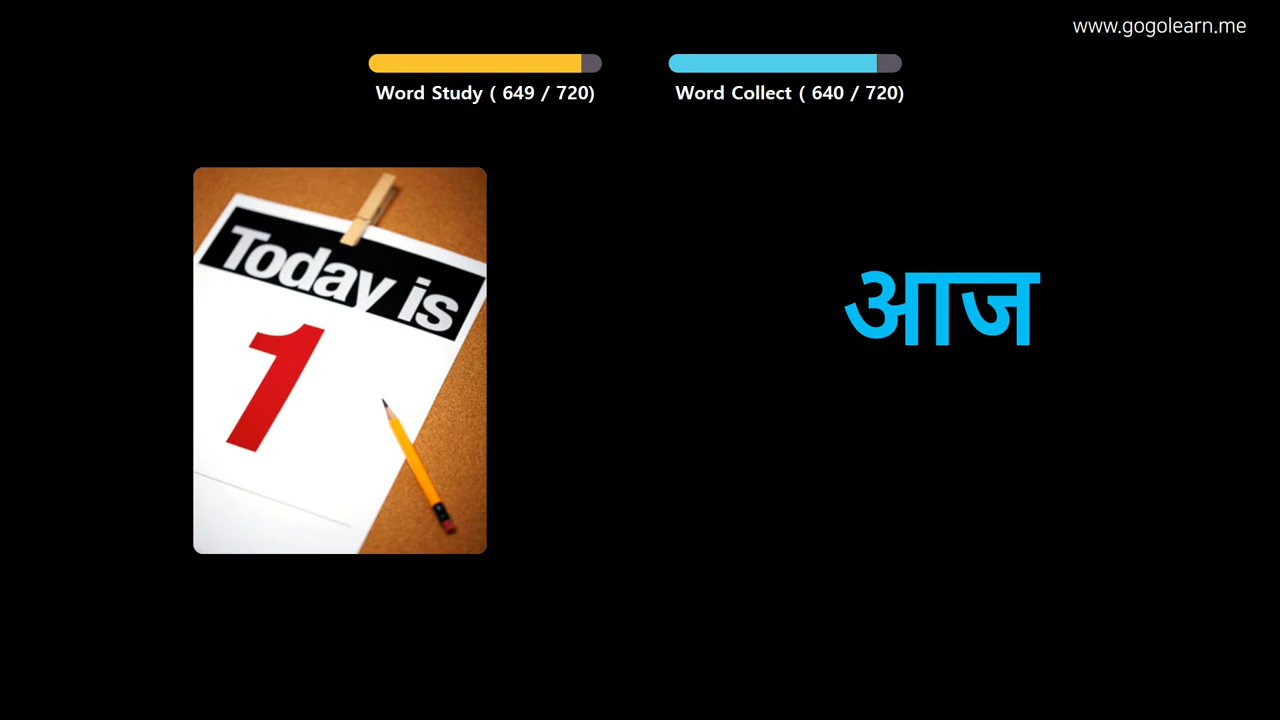 www.gogolearn.me
Word Study ( 649 / 720)
Word Collect ( 640 / 720)
Today is
1
आज